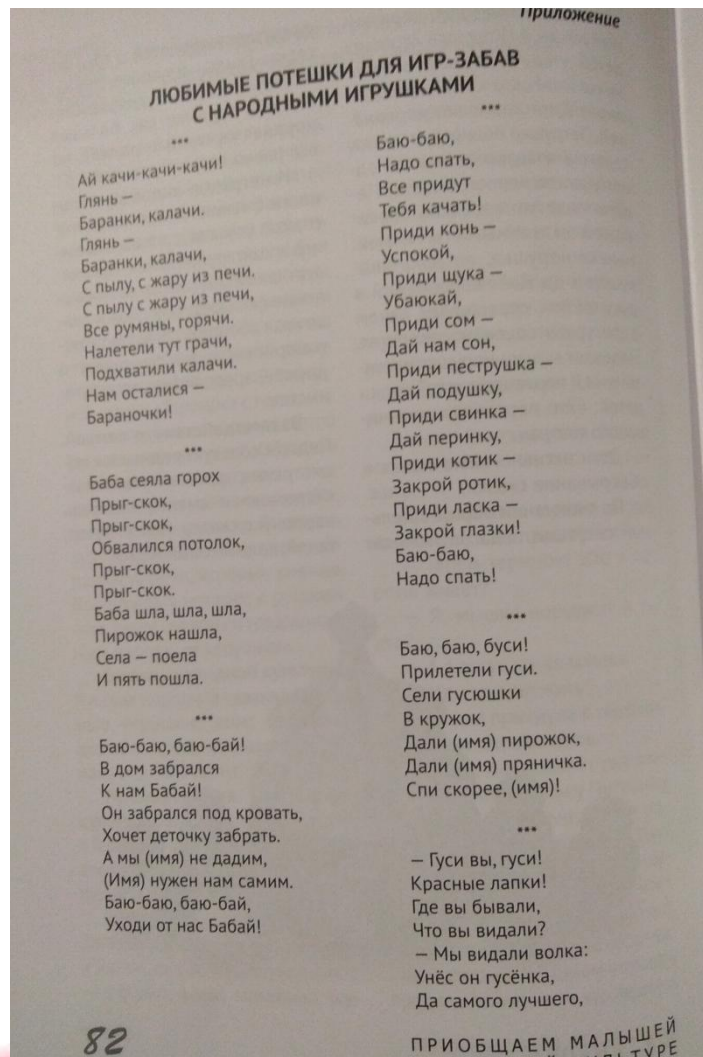 Приложение
ЛЮБИМЫЕ ПОТЕШКИ ДЛЯ ИГР-ЗАБАВ
С НАРОДНЫМИ ИГРУШКАМИ
•••
Ай качи-качи-качи!
Глянь —
Баранки, калачи.
Глянь —
Баранки, калачи,
С пылу, с жару из печи.
С пылу с жару из печи,
Все румяны, горячи.
Налетели тут грачи,
Подхватили калачи.
Нам осталися —
Бараночки!
•••
Баба сеяла горох
Прыг-скок,
Прыг-скок,
Обвалился потолок,
Прыг-скок,
Прыг-скок.
Баба шла, шла, шла,
Пирожок нашла,
Села — поела
И пять пошла.
•••
Баю-баю, баю-бай!
В дом забрался
К нам Бабай!
Он забрался под кровать,
Хочет деточку забрать.
А мы (имя) не дадим,
(Имя) нужен нам самим.
Баю-баю, баю-бай,
Уходи от нас Бабай!
•••
Баю-баю,
Надо спать,
Все придут
Тебя качать!
Приди конь —
Успокой,
Приди щука —
Убаюкай,
Приди сом —
Дай нам сон,
Приди пеструшка —
Дай подушку,
Приди свинка —
Дай перинку,
Приди котик —
Закрой ротик,
Приди ласка —
Закрой глазки!
Баю-баю,
Надо спать!
•••
Баю, баю, буси!
Прилетели гуси.
Сели гусюшки
В кружок,
Дали (имя) пирожок,
Дали (имя) пряничка.
Спи скорее, (имя)!
•••
— Гуси вы, гуси!
Красные лапки!
Где вы бывали,
Что вы видали?
— Мы видали волка:
Унёс он гусёнка,
Да самого лучшего,
82
ПРИОБЩАЕМ МАЛЫШЕЙ